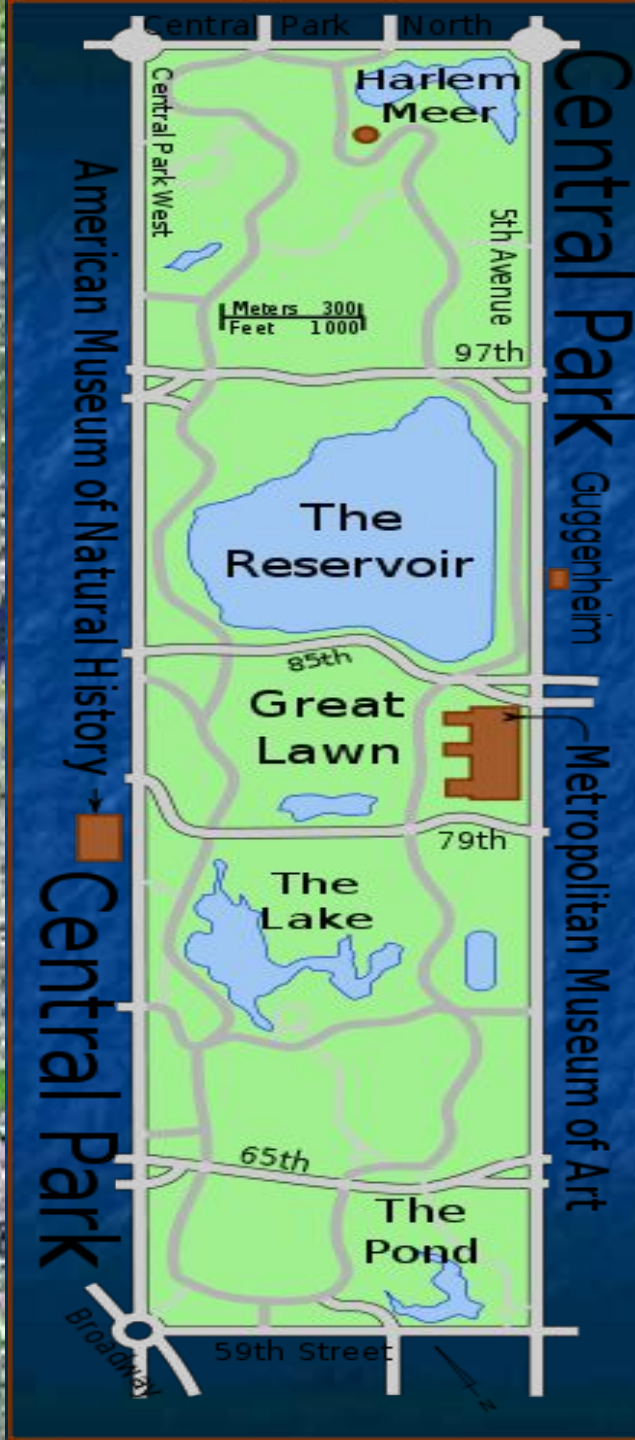 Central Park North
Central Park West
Harlem
Meer
Central Park
5th Avenue
American Museum of Natural History
Meters 300
Feet 1000
97th
The
Reservoir
Guggenheim
85th
Great
Lawn
Metropolitan Museum of Art
79th
The
Lake
Central Park
65th
The
Pond
Broadway
59th Street
N